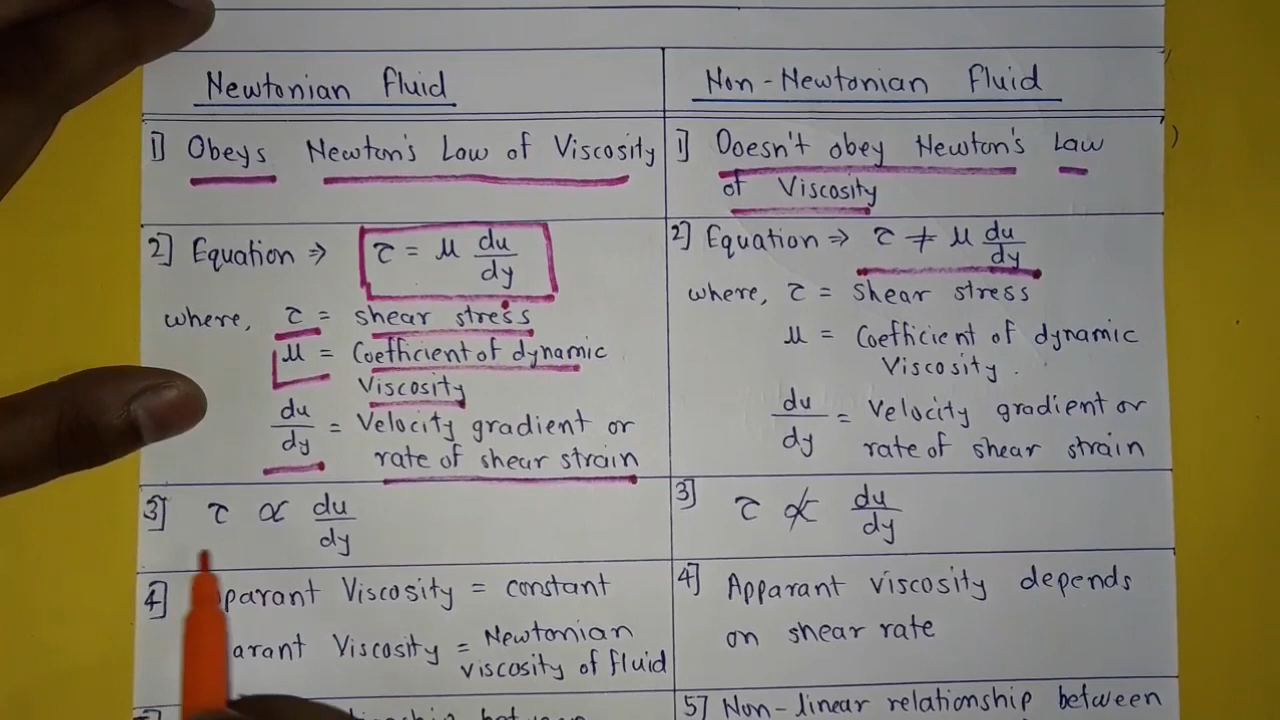 Newtonian Fluid
Non-Newtonian Fluid
1] Obeys Newton's Law of Viscosity
1] Doesn't obey Newton's Law
of Viscosity
2] Equation ⇒ τ = μ du/dy
where, τ = shear stress
μ = Coefficient of dynamic
Viscosity
du/dy = Velocity gradient or
rate of shear strain
2] Equation ⇒ τ ≠ μ du/dy
where, τ = shear stress
μ = Coefficient of dynamic
Viscosity.
du/dy = Velocity gradient or
rate of shear strain
3] τ ∝ du/dy
3] τ ∝̸ du/dy
4] Viscosity = constant
Viscosity = Newtonian
viscosity of fluid
4] Apparant viscosity depends
on shear rate
5] Non-linear relationship between